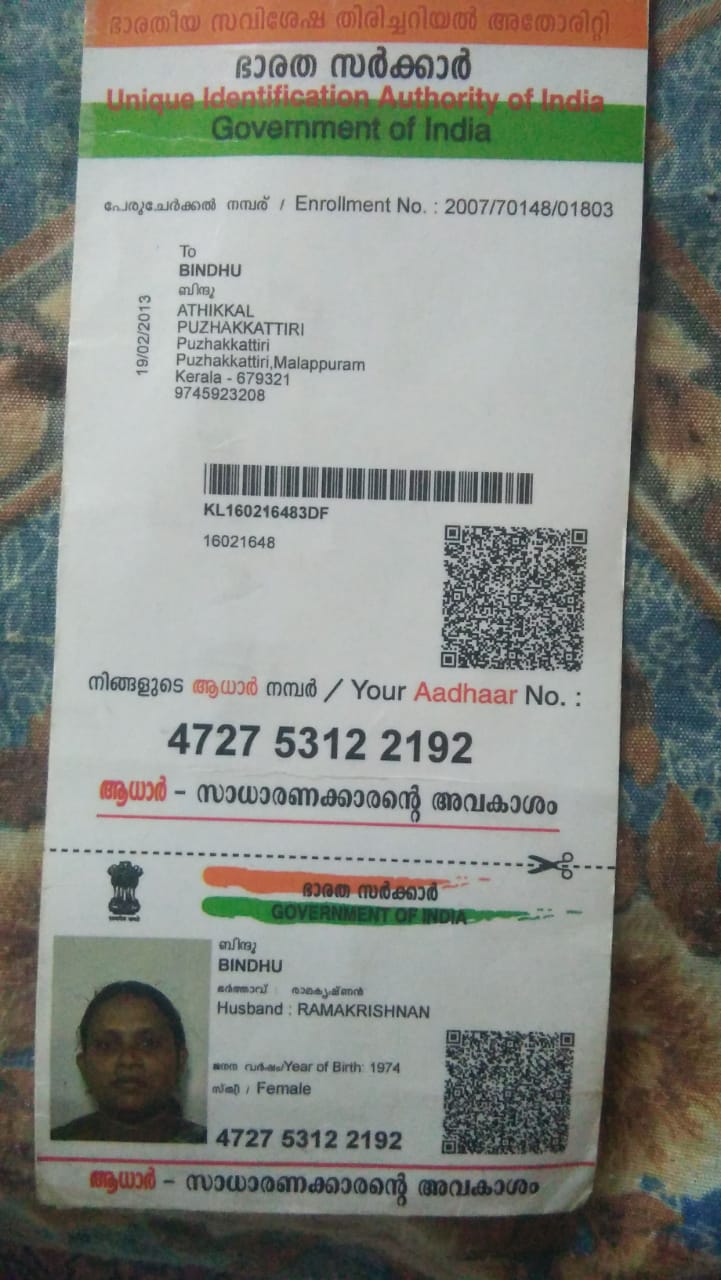 ഭാരതീയ സവിശേഷ തിരിച്ചറിയൽ അതോറിറ്റി
ഭാരത സർക്കാർ
Unique Identification Authority of India
Government of India
പേരുചേർക്കൽ നമ്പര് / Enrollment No. : 2007/70148/01803
To
BINDHU
ബിന്ദു
ATHIKKAL
PUZHAKKATTIRI
Puzhakkattiri
Puzhakkattiri,Malappuram
Kerala - 679321
9745923208
19/02/2013
KL160216483DF
16021648
നിങ്ങളുടെ ആധാർ നമ്പർ / Your Aadhaar No. :
4727 5312 2192
ആധാർ - സാധാരണക്കാരന്റെ അവകാശം
ഭാരത സർക്കാർ
GOVERNMENT OF INDIA
ബിന്ദു
BINDHU
ഭർത്താവ് : രാമകൃഷ്ണൻ
Husband : RAMAKRISHNAN
ജനന വർഷം/Year of Birth: 1974
സ്ത്രീ / Female
4727 5312 2192
ആധാർ - സാധാരണക്കാരന്റെ അവകാശം